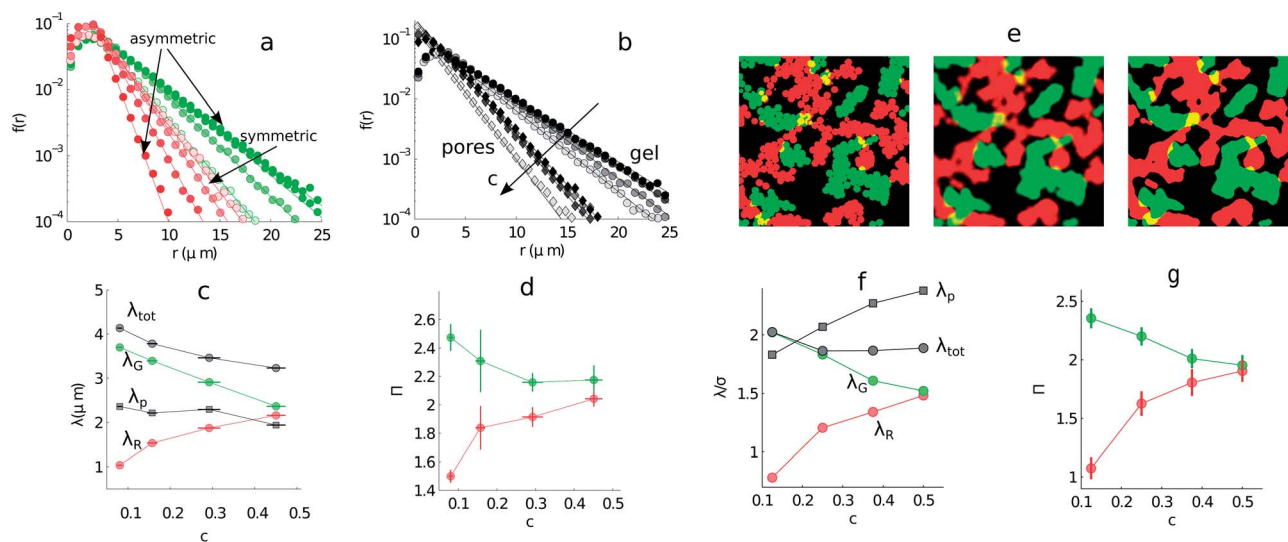 a
asymmetric
symmetric
f(r)
10⁻¹
10⁻²
10⁻³
10⁻⁴
0 5 10 15 20 25
r (μ m)
b
pores
gel
c
f(r)
10⁻¹
10⁻²
10⁻³
10⁻⁴
0 5 10 15 20 25
r(μ m)
e
c
λtot
λG
λp
λR
λ(μ m)
5
4
3
2
1
0.1 0.2 0.3 0.4 0.5
c
d
Π
2.6
2.4
2.2
2
1.8
1.6
1.4
0.1 0.2 0.3 0.4 0.5
c
f
λp
λtot
λG
λR
λ/σ
2
1.5
1
0.1 0.2 0.3 0.4 0.5
c
g
Π
2.5
2
1.5
1
0.1 0.2 0.3 0.4 0.5
c